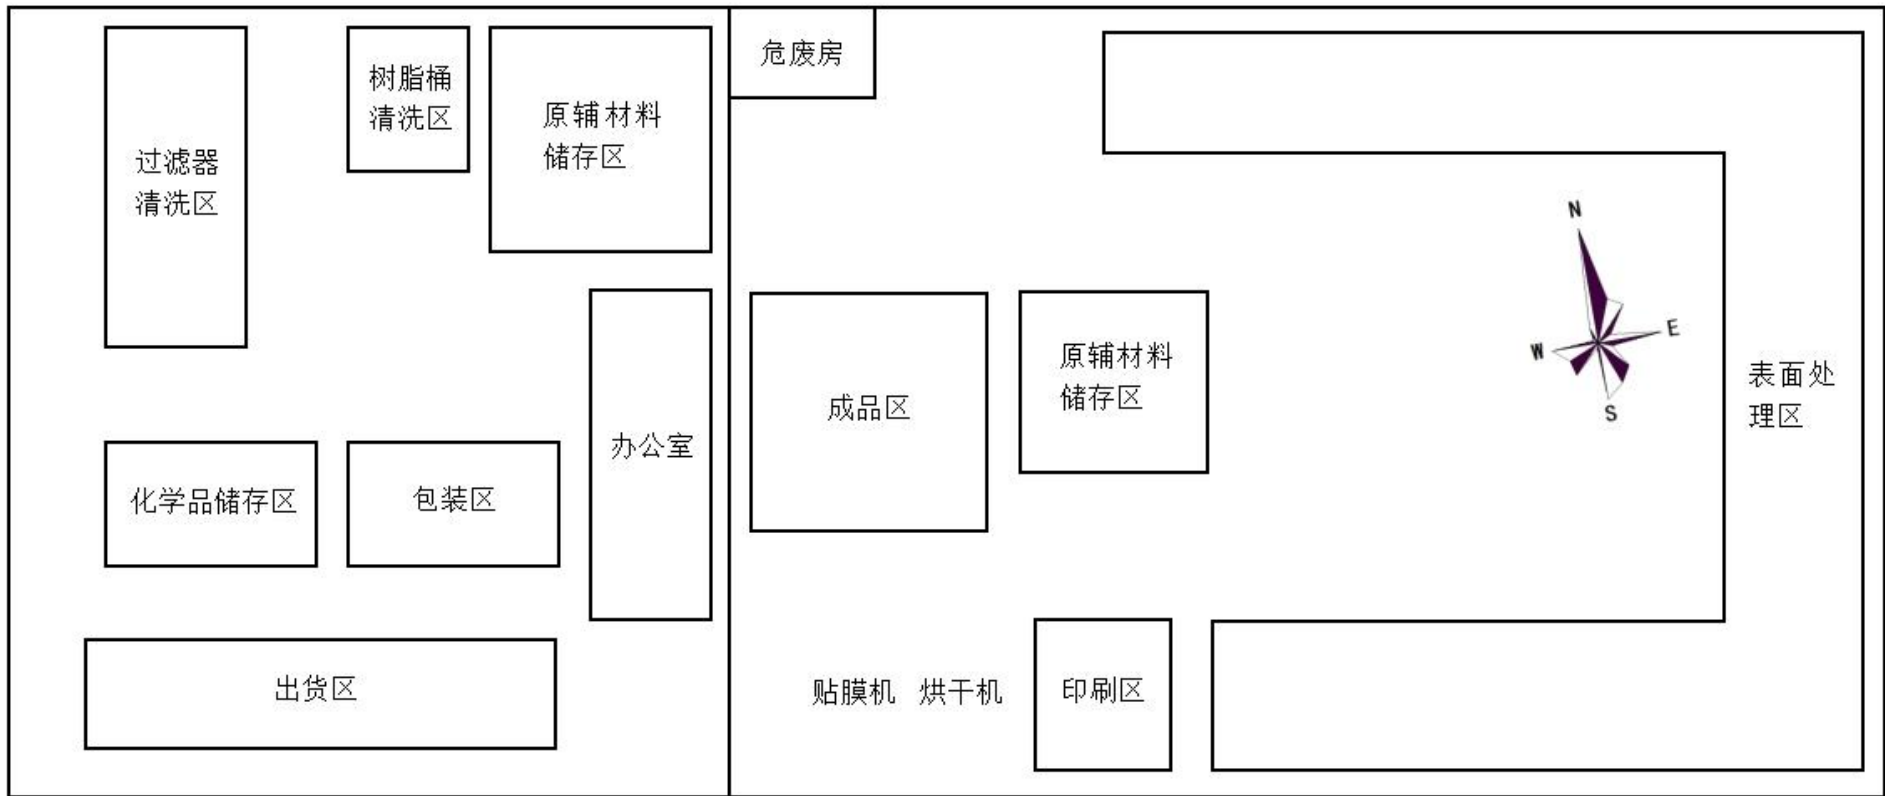 过滤器
清洗区
树脂桶
清洗区
原辅材料
储存区
危废房
办公室
化学品储存区
包装区
出货区
成品区
原辅材料
储存区
N
W
E
S
表面处
理区
贴膜机 烘干机
印刷区